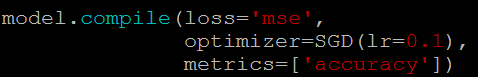 model.compile(loss='mse',
optimizer=SGD(lr=0.1),
metrics=['accuracy'])